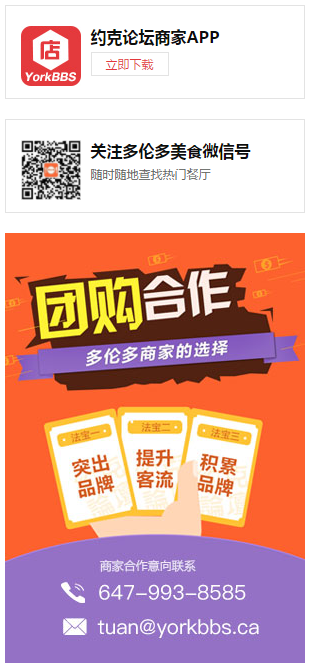 店
YorkBBS
约克论坛商家APP
立即下载
关注多伦多美食微信号
随时随地查找热门餐厅
团购合作
多伦多商家的选择
法宝一
突出
品牌
法宝二
提升
客流
法宝三
积累
品牌
商家合作意向联系
647-993-8585
tuan@yorkbbs.ca